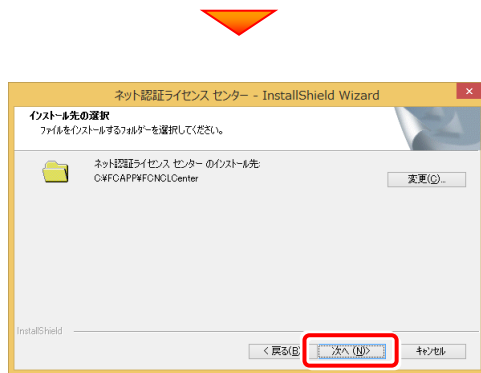 ネット認証ライセンス センター - InstallShield Wizard
インストール先の選択
ファイルをインストールするフォルダーを選択してください。
ネット認証ライセンス センター のインストール先:
C:¥FCAPP¥FCNCLCenter
変更(C)...
InstallShield
< 戻る(B)
次へ (N)>
キャンセル